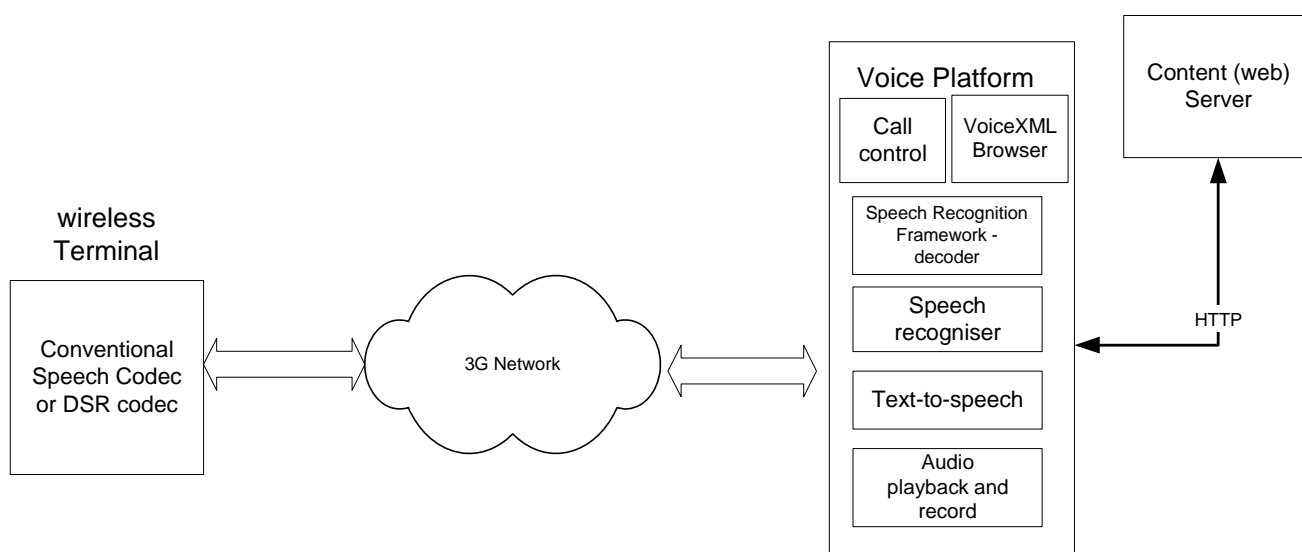 wireless
Terminal
Conventional
Speech Codec
or DSR codec
3G Network
Voice Platform
Call
control
VoiceXML
Browser
Speech Recognition
Framework -
decoder
Speech
recogniser
Text-to-speech
Audio
playback and
record
Content (web)
Server
HTTP